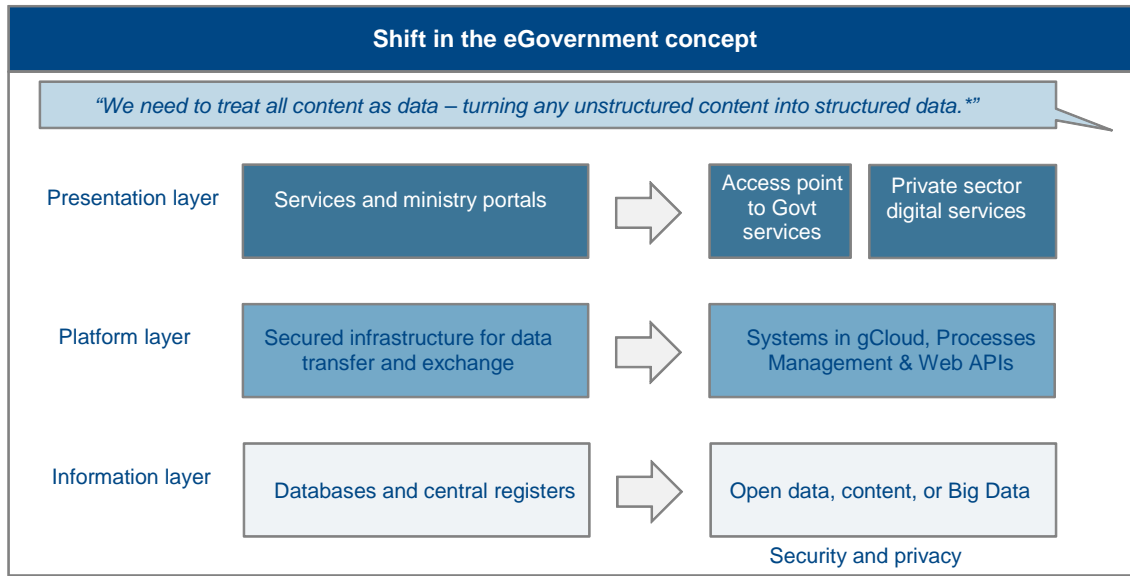 Shift in the eGovernment concept
“We need to treat all content as data – turning any unstructured content into structured data.*”
Presentation layer
Services and ministry portals
Access point
to Govt
services
Private sector
digital services
Platform layer
Secured infrastructure for data
transfer and exchange
Systems in gCloud, Processes
Management & Web APIs
Information layer
Databases and central registers
Open data, content, or Big Data
Security and privacy